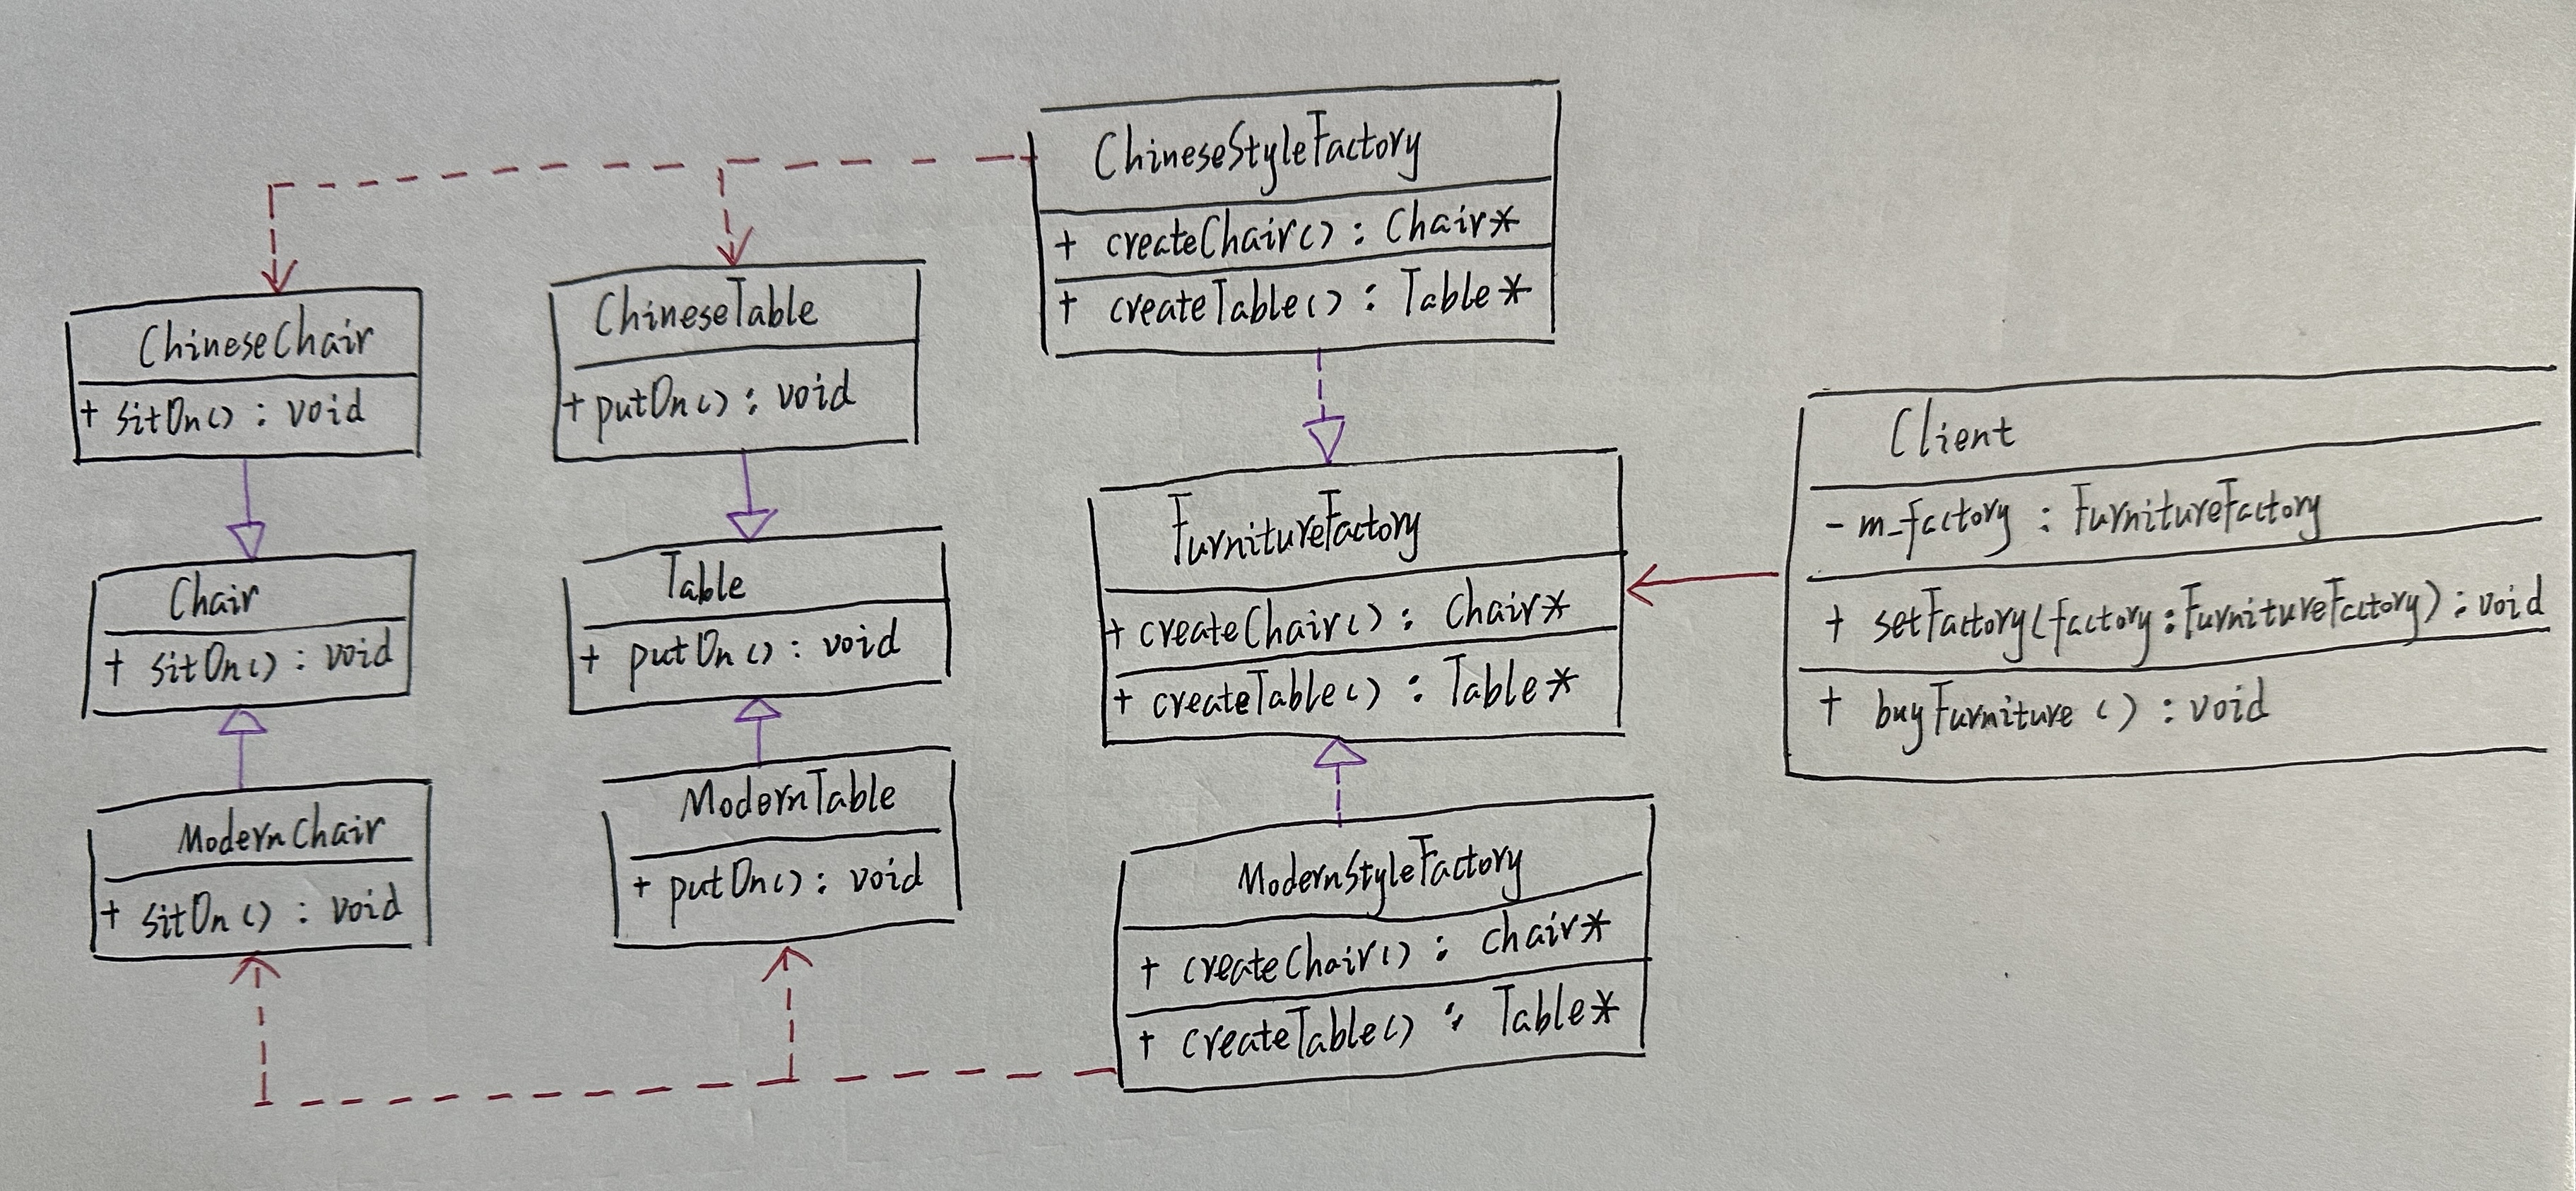 ChineseStyleFactory
+ createChair() : Chair*
+ createTable() : Table*
ChineseChair
+ sitOn() : void
ChineseTable
+ putOn() : void
Chair
+ sitOn() : void
Table
+ putOn() : void
FurnitureFactory
+ createChair() : Chair*
+ createTable() : Table*
Client
- m_factory : FurnitureFactory
+ setFactory(factory:FurnitureFactory) : void
+ buyFurniture() : void
ModernChair
+ sitOn() : void
ModernTable
+ putOn() : void
ModernStyleFactory
+ createChair() : Chair*
+ createTable() : Table*